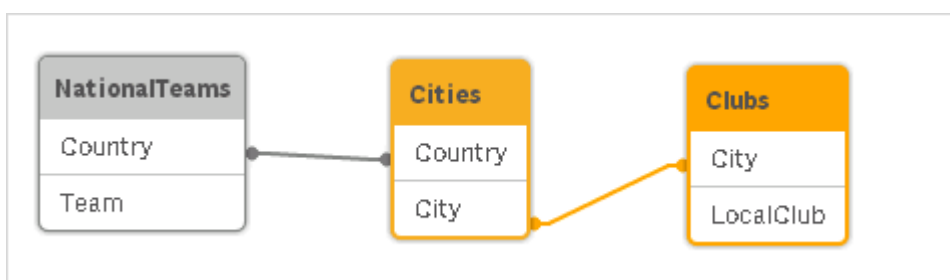 NationalTeams
Country
Team
Cities
Country
City
Clubs
City
LocalClub